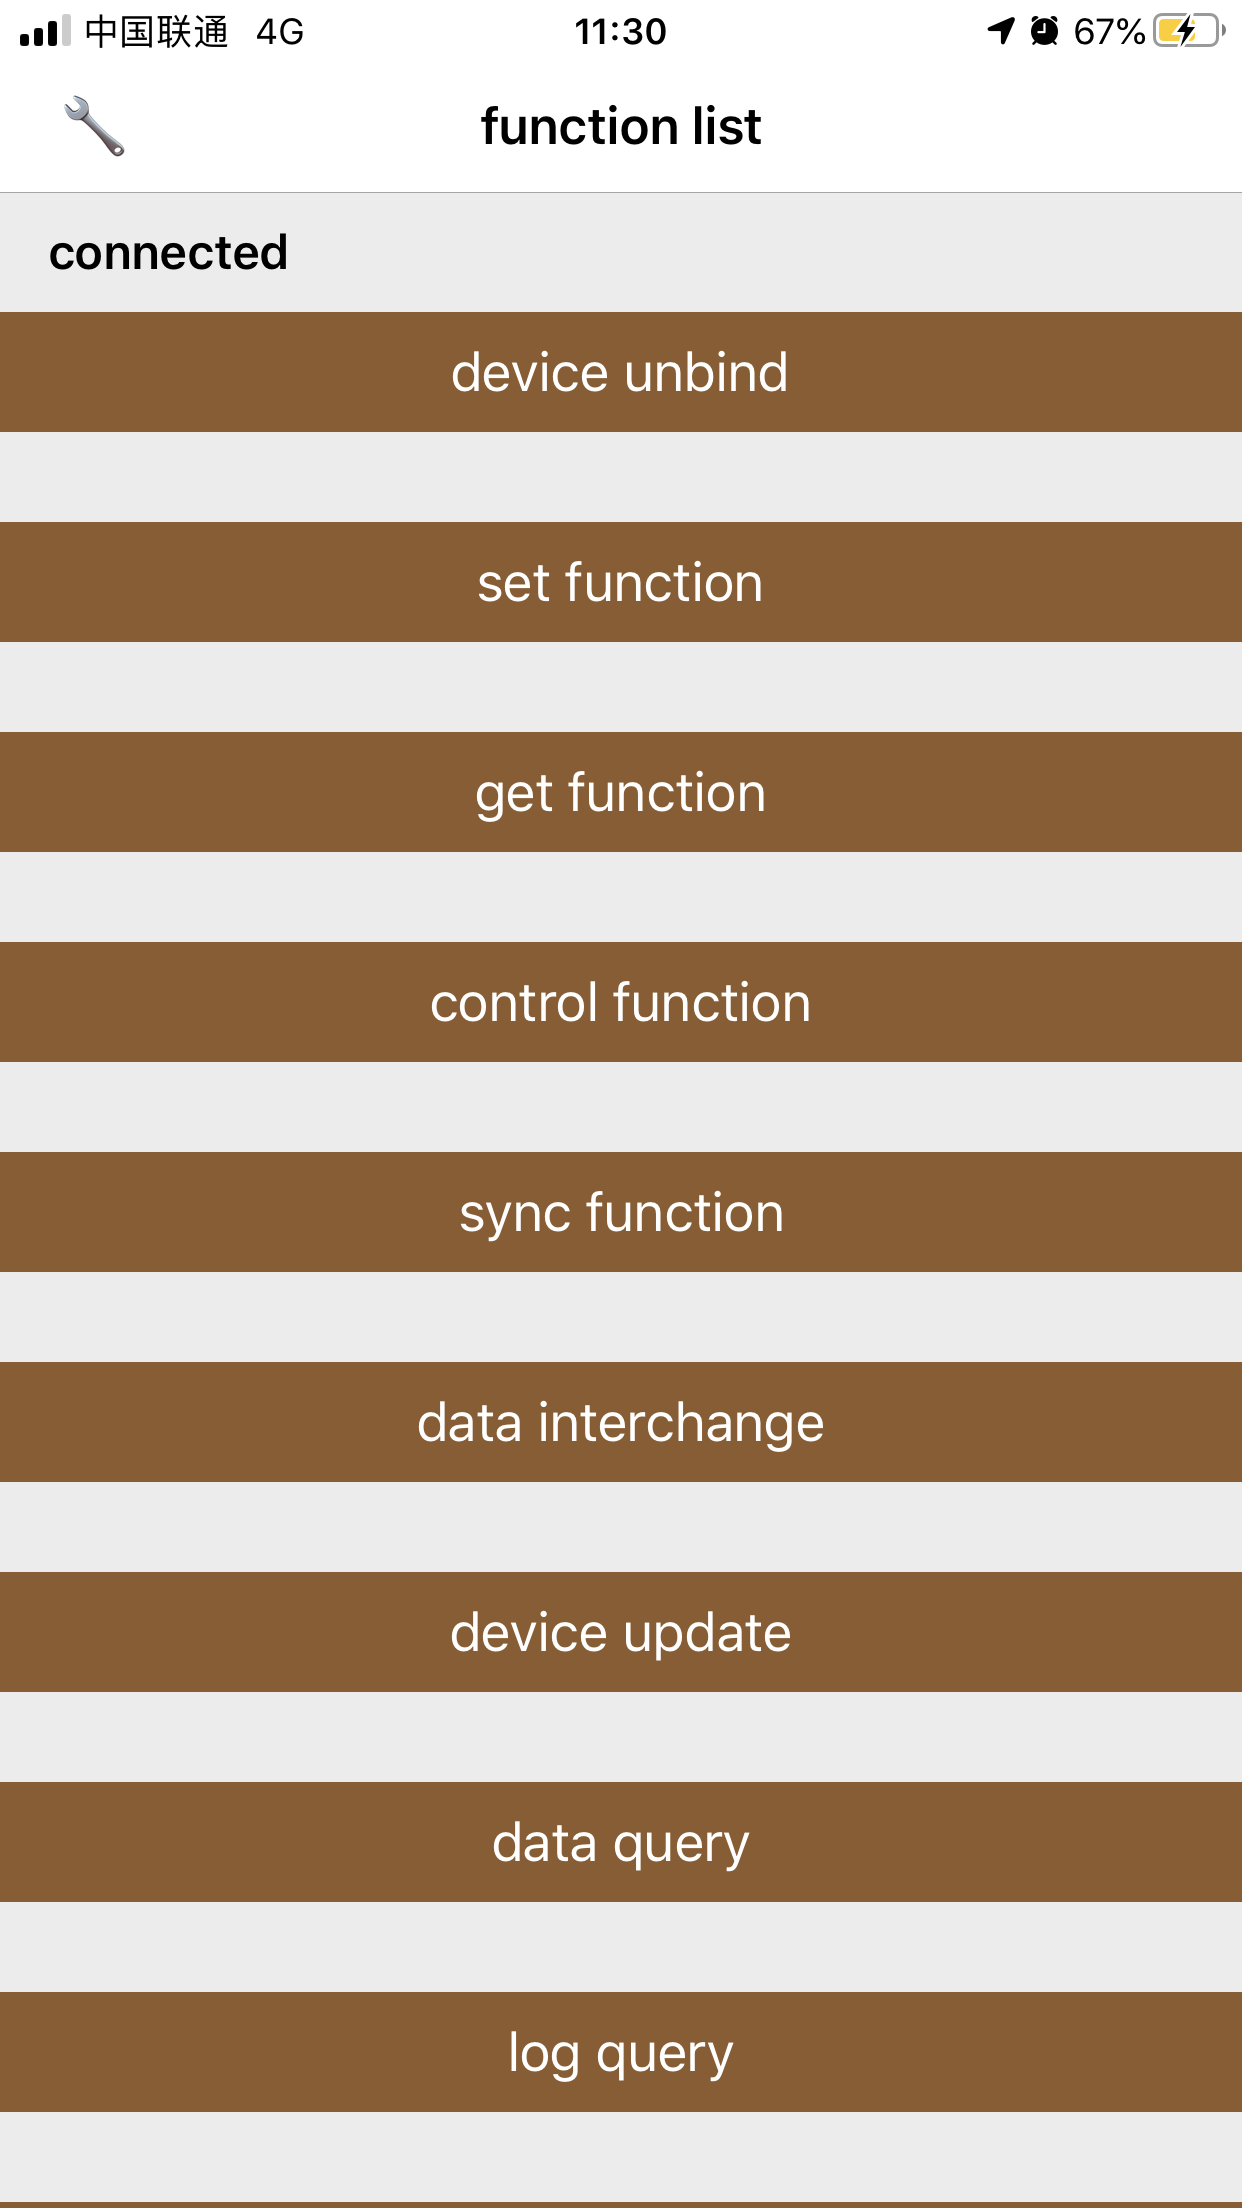 中国联通 4G 11:30 67%
function list
connected
device unbind
set function
get function
control function
sync function
data interchange
device update
data query
log query